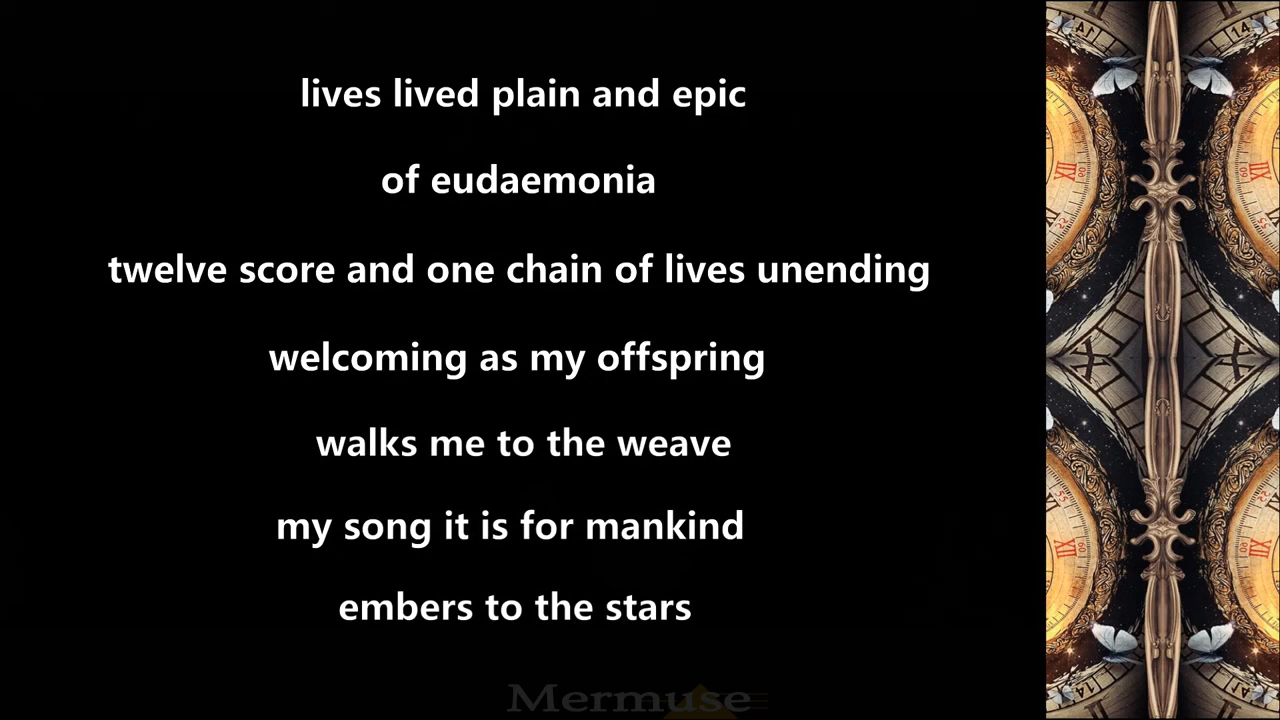 lives lived plain and epic
of eudaemonia
twelve score and one chain of lives unending
welcoming as my offspring
walks me to the weave
my song it is for mankind
embers to the stars
Mermuse